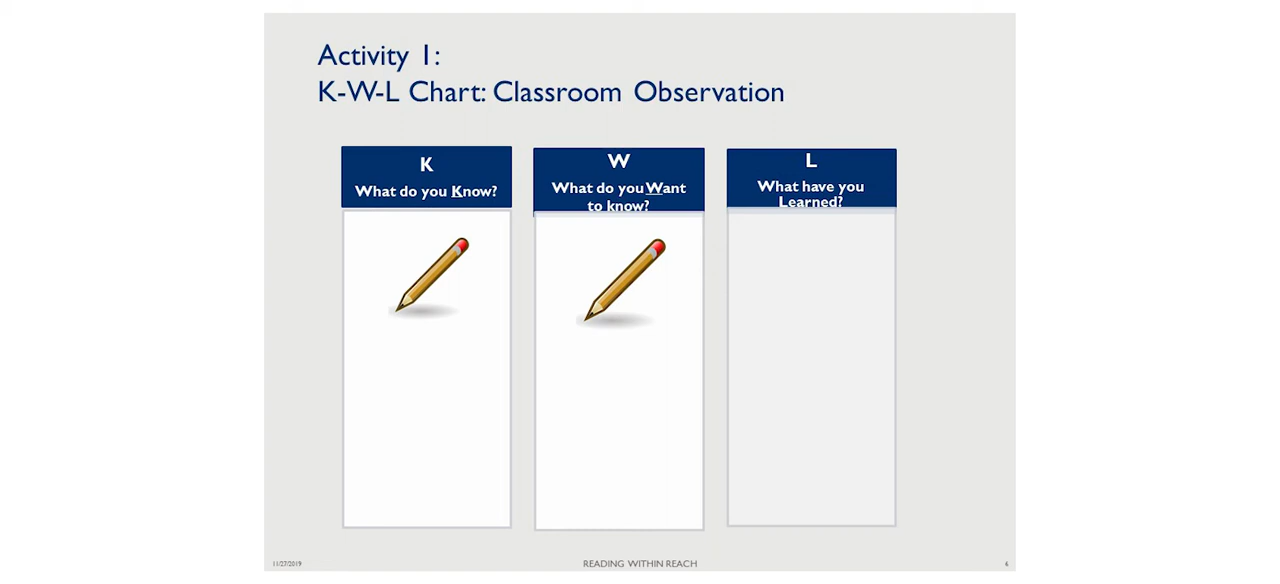 Activity 1:
K-W-L Chart: Classroom Observation
K
What do you Know?
W
What do you Want
to know?
L
What have you
Learned?
11/27/2019
READING WITHIN REACH
6